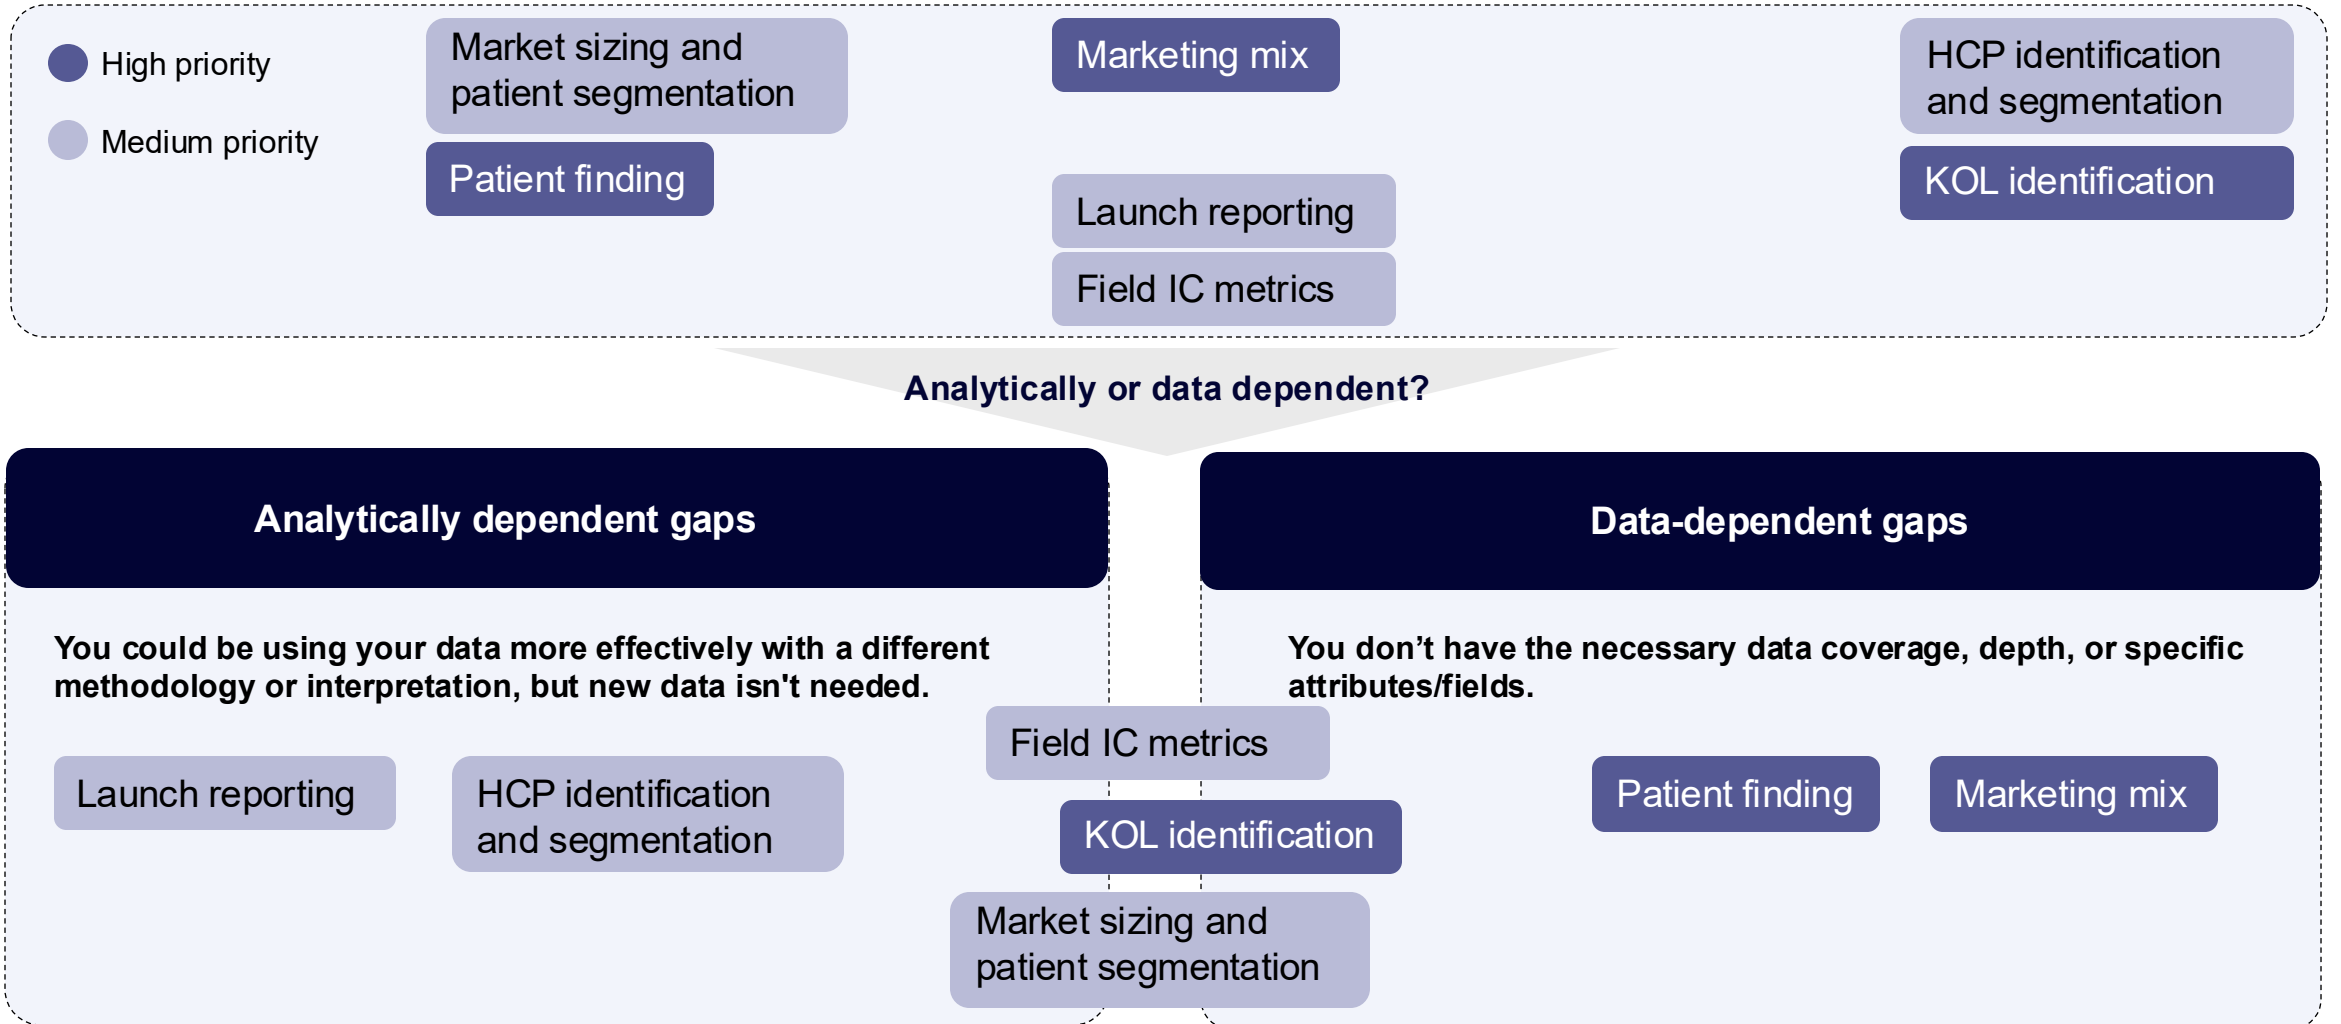 High priority
Medium priority
Market sizing and
patient segmentation
Patient finding
Marketing mix
Launch reporting
Field IC metrics
HCP identification
and segmentation
KOL identification
Analytically or data dependent?
Analytically dependent gaps
You could be using your data more effectively with a different
methodology or interpretation, but new data isn't needed.
Launch reporting
HCP identification
and segmentation
Field IC metrics
KOL identification
Market sizing and
patient segmentation
Data-dependent gaps
You don’t have the necessary data coverage, depth, or specific
attributes/fields.
Patient finding
Marketing mix